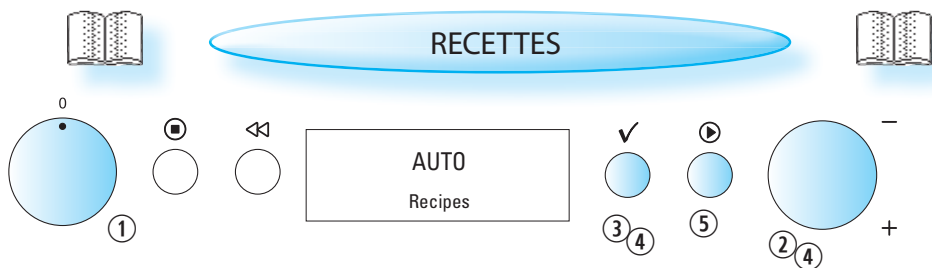 RECETTES
0
AUTO
Recipes
−
+
① ③ ④ ⑤ ② ④